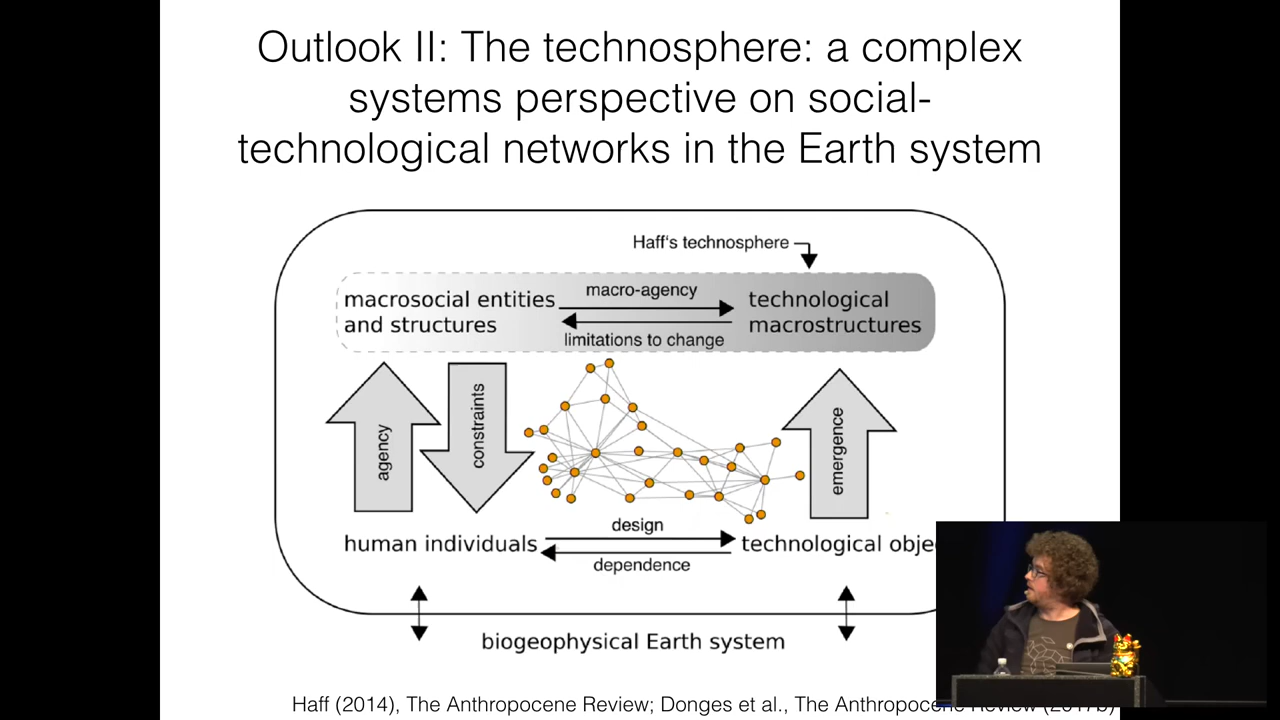 Outlook II: The technosphere: a complex
systems perspective on social-
technological networks in the Earth system
Haff's technosphere
macrosocial entities
and structures
macro-agency
limitations to change
technological
macrostructures
agency
constraints
emergence
design
human individuals
technological obje
dependence
biogeophysical Earth system
Haff (2014), The Anthropocene Review; Donges et al., The Anthropocene Review (2017b)